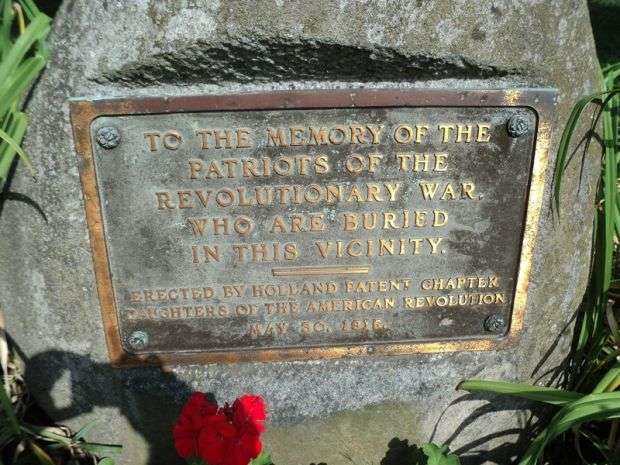 TO THE MEMORY OF THE
PATRIOTS OF THE
REVOLUTIONARY WAR,
WHO ARE BURIED
IN THIS VICINITY.
ERECTED BY HOLLAND PATENT CHAPTER
DAUGHTERS OF THE AMERICAN REVOLUTION
MAY 30, 1916.